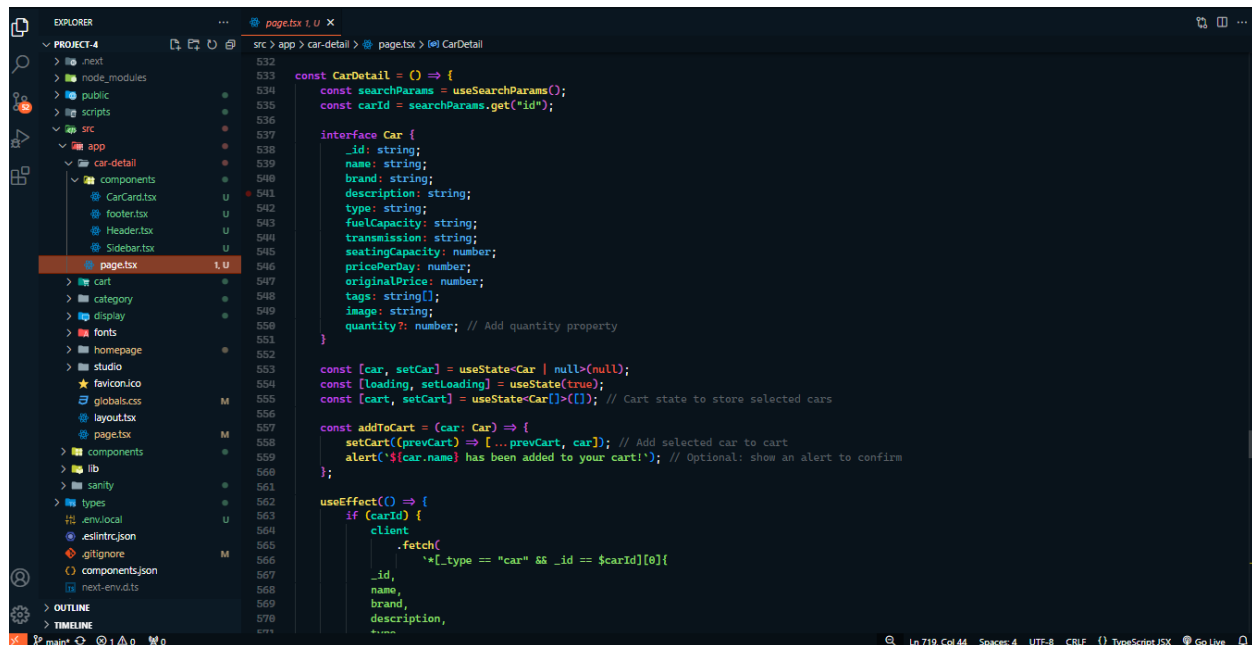 EXPLORER ...
PROJECT-4
.next
node_modules
public
scripts
src
app
car-detail
components
CarCard.tsx U
footer.tsx U
Header.tsx U
Sidebar.tsx U
page.tsx 1, U
cart
category
display
fonts
homepage
studio
favicon.ico
globals.css M
layout.tsx
page.tsx M
components
lib
sanity
types
.env.local U
.eslintrc.json
.gitignore M
components.json
next-env.d.ts
OUTLINE
TIMELINE
52
page.tsx 1, U
src > app > car-detail > page.tsx > CarDetail
532
533 const CarDetail = () => {
534 const searchParams = useSearchParams();
535 const carId = searchParams.get("id");
536
537 interface Car {
538 _id: string;
539 name: string;
540 brand: string;
541 description: string;
542 type: string;
543 fuelCapacity: string;
544 transmission: string;
545 seatingCapacity: number;
546 pricePerDay: number;
547 originalPrice: number;
548 tags: string[];
549 image: string;
550 quantity?: number; // Add quantity property
551 }
552
553 const [car, setCar] = useState<Car | null>(null);
554 const [loading, setLoading] = useState(true);
555 const [cart, setCart] = useState<Car[]>([]); // Cart state to store selected cars
556
557 const addToCart = (car: Car) => {
558 setCart((prevCart) => [...prevCart, car]); // Add selected car to cart
559 alert(`${car.name} has been added to your cart!`); // Optional: show an alert to confirm
560 };
561
562 useEffect(() => {
563 if (carId) {
564 client
565 .fetch(
566 `*[_type == "car" && _id == $carId][0]{
567 _id,
568 name,
569 brand,
570 description,
571 type,
main* 1 0 0 Ln 719, Col 44 Spaces: 4 UTF-8 CRLF {} TypeScript JSX Go Live